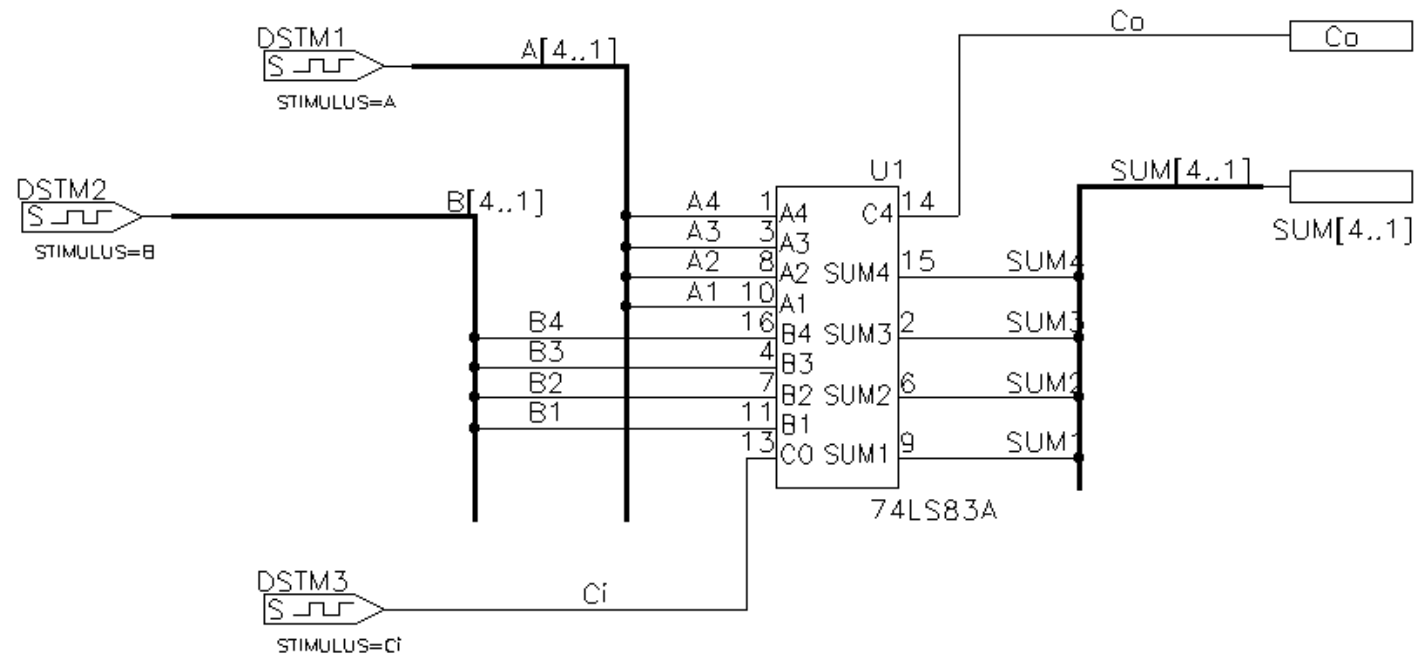 DSTM1
S
STIMULUS=A
A[4..1]
Co
Co
DSTM2
S
STIMULUS=B
B[4..1]
U1
SUM[4..1]
SUM[4..1]
A4 1 A4 C4 14
A3 3 A3
A2 8 A2 SUM4 15 SUM4
A1 10 A1
B4 16 B4 SUM3 2 SUM3
B3 4 B3
B2 7 B2 SUM2 6 SUM2
B1 11 B1
13 C0 SUM1 9 SUM1
74LS83A
DSTM3
S
STIMULUS=Ci
Ci